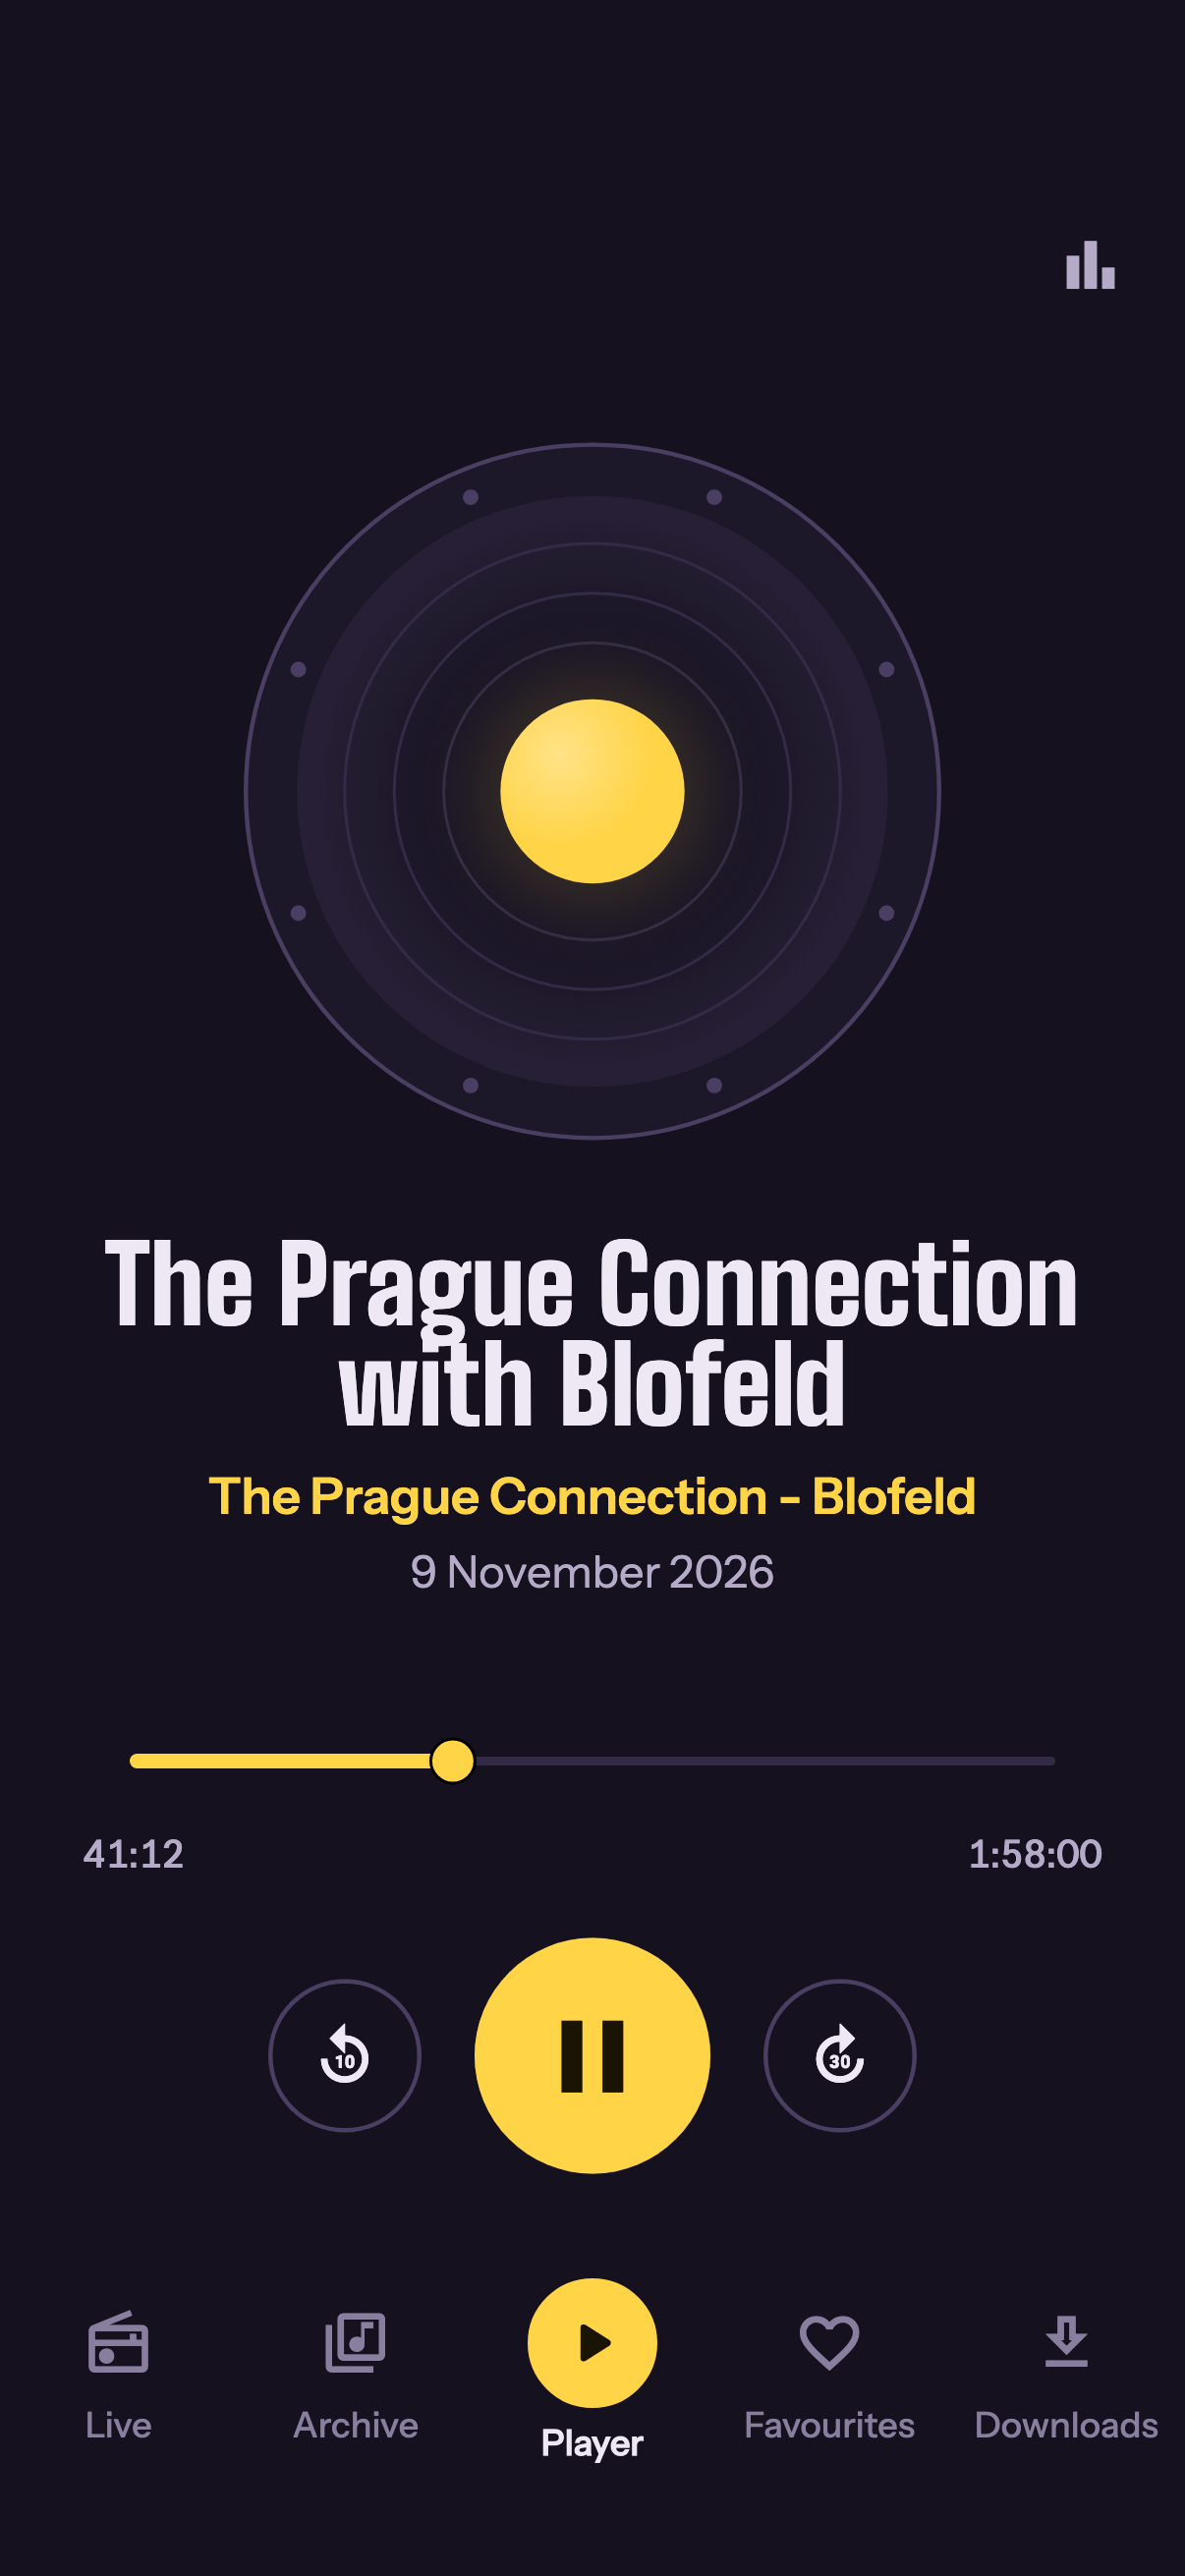 The Prague Connection
with Blofeld
The Prague Connection - Blofeld
9 November 2026
41:12
1:58:00
10
30
Live
Archive
Player
Favourites
Downloads